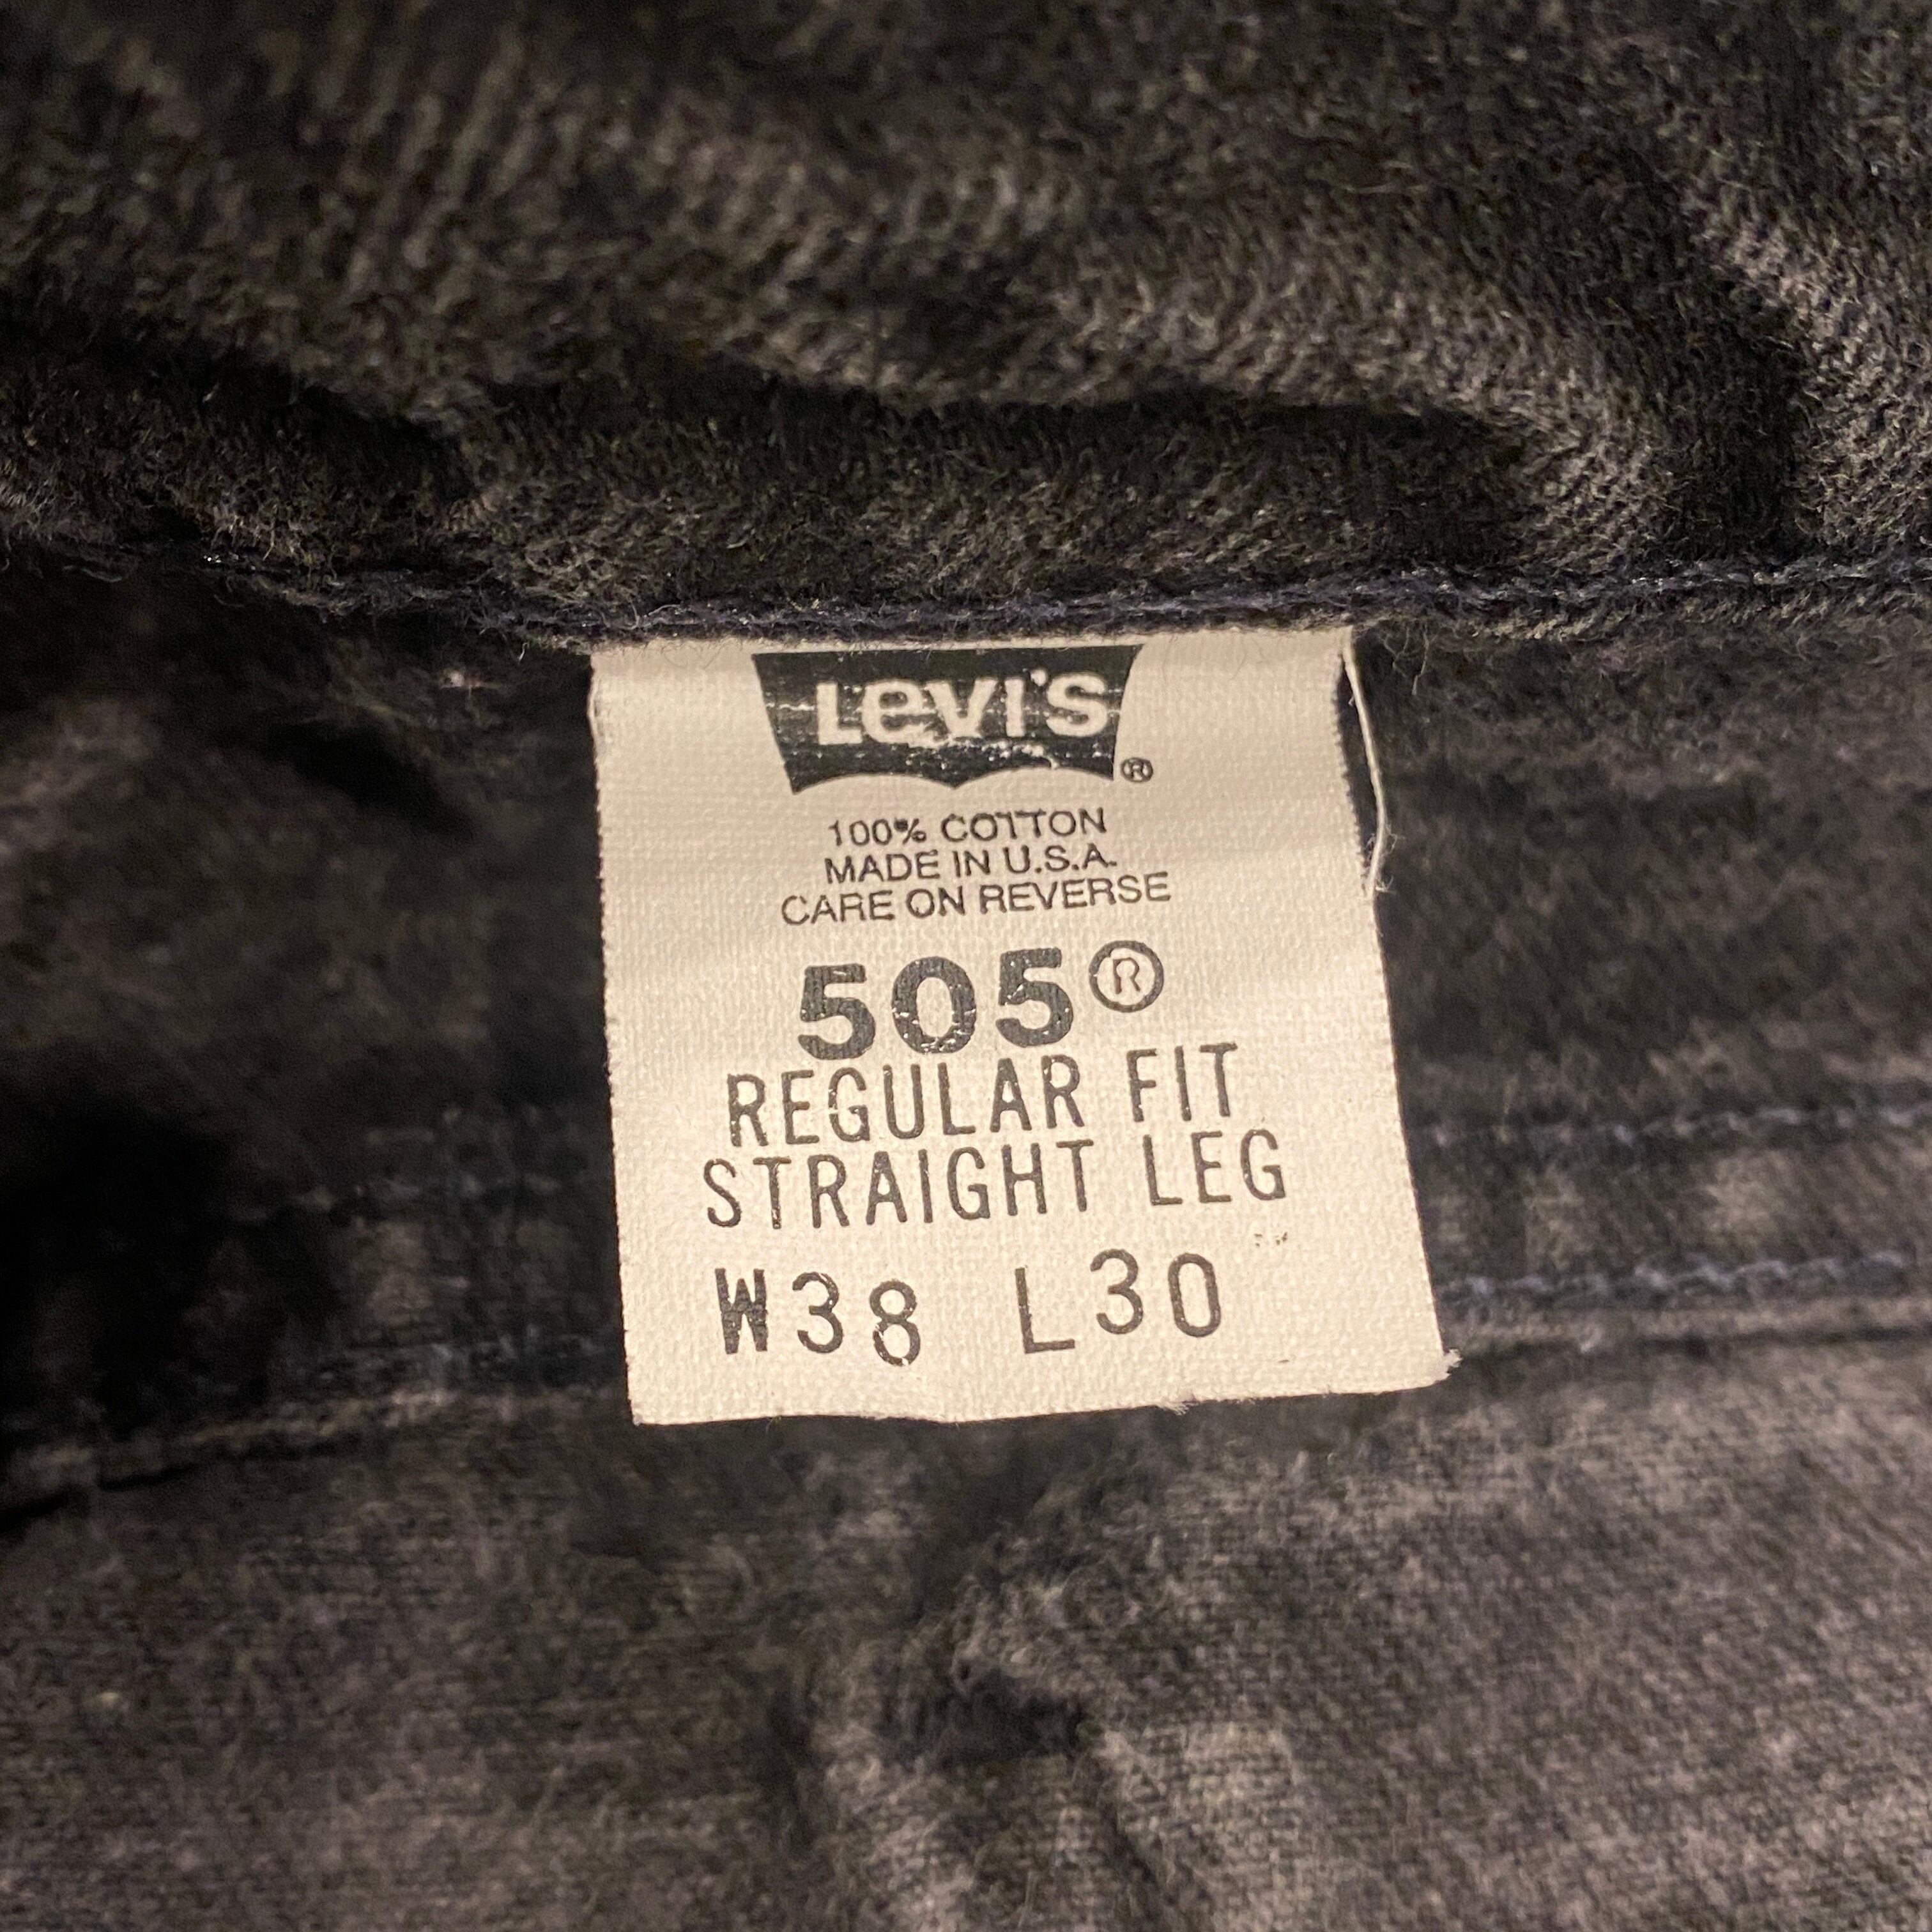 Levi's ®
100% COTTON
MADE IN U.S.A.
CARE ON REVERSE
505®
REGULAR FIT
STRAIGHT LEG
W38 L30